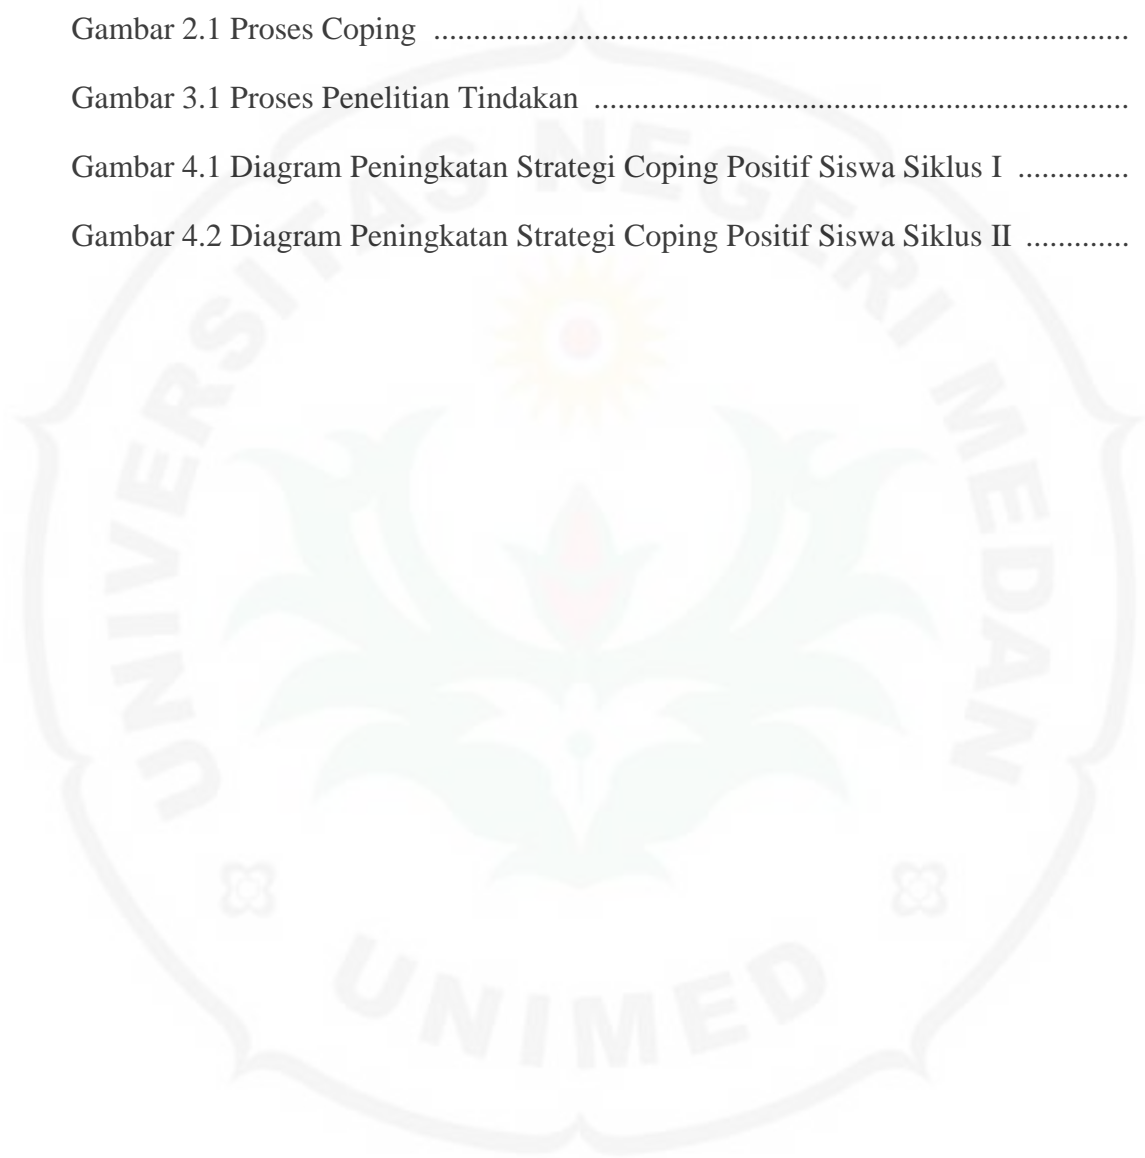 Gambar 2.1 Proses Coping ......................................................................................
Gambar 3.1 Proses Penelitian Tindakan ..................................................................
Gambar 4.1 Diagram Peningkatan Strategi Coping Positif Siswa Siklus I ..............
Gambar 4.2 Diagram Peningkatan Strategi Coping Positif Siswa Siklus II .............
UNIVERSITAS NEGERI MEDAN
UNIMED